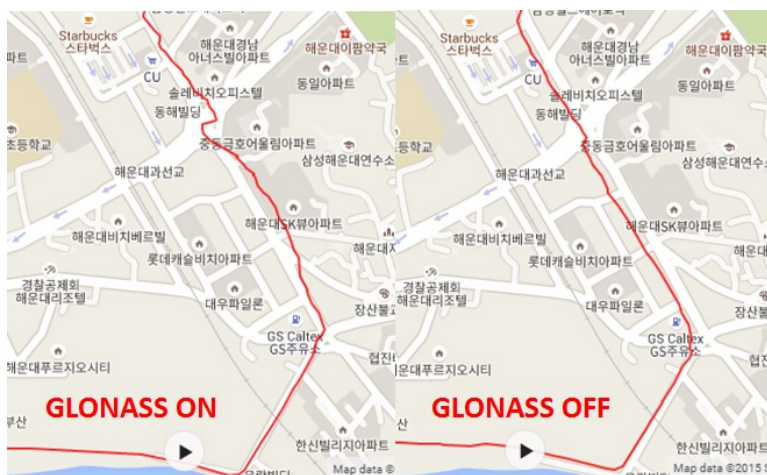 Starbucks
스타벅스
해운대경남
아너스빌아파트
해운대이팜약국
CU
동일아파트
솔레비치오피스텔
동해빌딩
초등학교
중동금호어울림아파트
삼성해운대연수소
해운대과선교
해운대SK뷰아파트
해운대비치베르빌
롯데캐슬비치아파트
경찰공제회
해운대리조텔
대우파일론
장산불교
GS Caltex
GS주유소
해운대푸르지오시티
GLONASS ON
부산
한신빌리지아파트
Map data ©
Starbucks
스타벅스
해운대경남
아너스빌아파트
해운대이팜약국
CU
동일아파트
솔레비치오피스텔
동해빌딩
등학교
중동금호어울림아파트
삼성해운대연수
해운대과선교
해운대SK뷰아파트
해운대비치베르빌
롯데캐슬비치아파트
경찰공제회
해운대리조텔
대우파일론
장산불
GS Caltex
GS주유소
협진
해운대푸르지오시티
GLONASS OFF
한신빌리지아파트
Map data ©2015